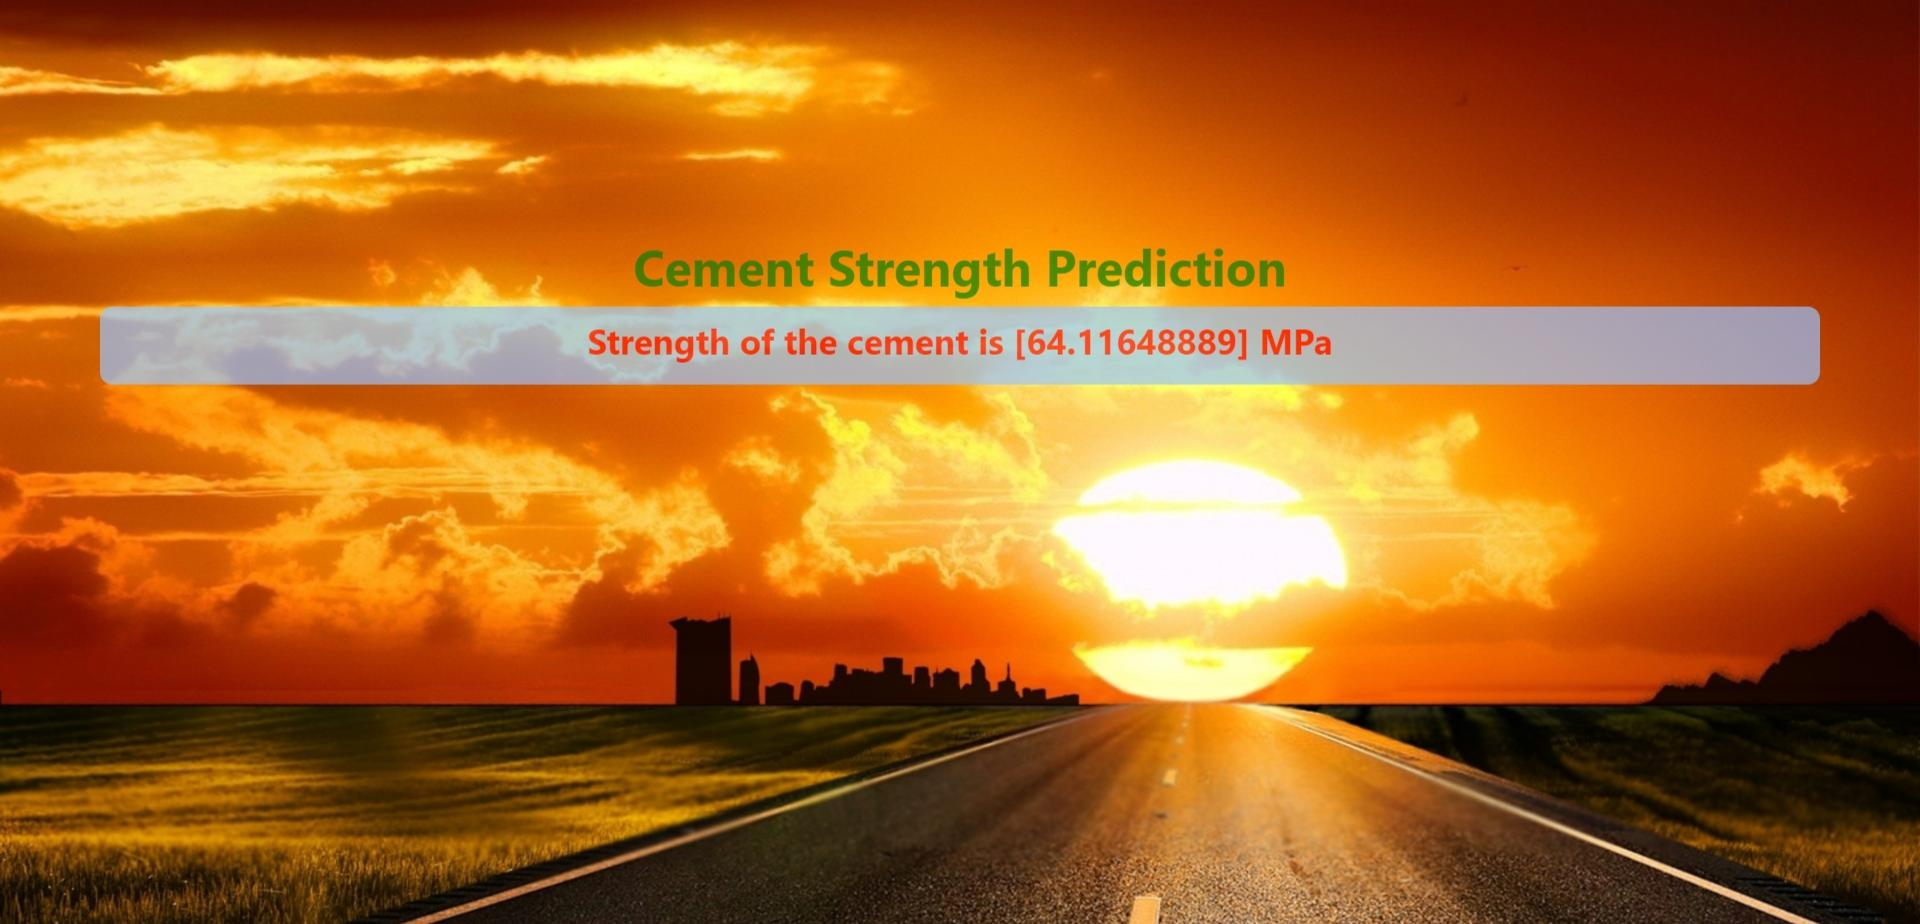 Cement Strength Prediction
Strength of the cement is [64.11648889] MPa